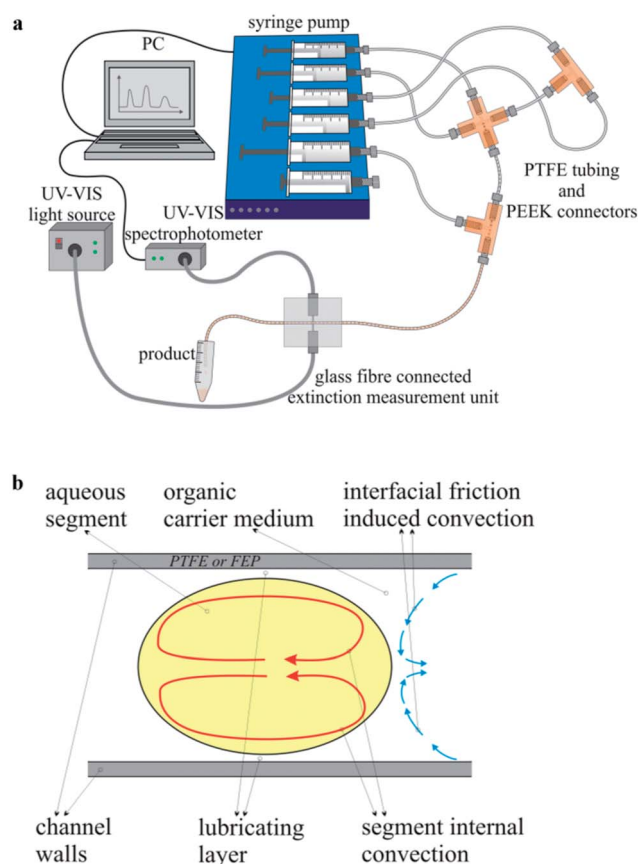 a
syringe pump
PC
UV-VIS
light source
UV-VIS
spectrophotometer
PTFE tubing
and
PEEK connectors
product
glass fibre connected
extinction measurement unit
b
aqueous
segment
organic
carrier medium
interfacial friction
induced convection
PTFE or FEP
channel
walls
lubricating
layer
segment internal
convection